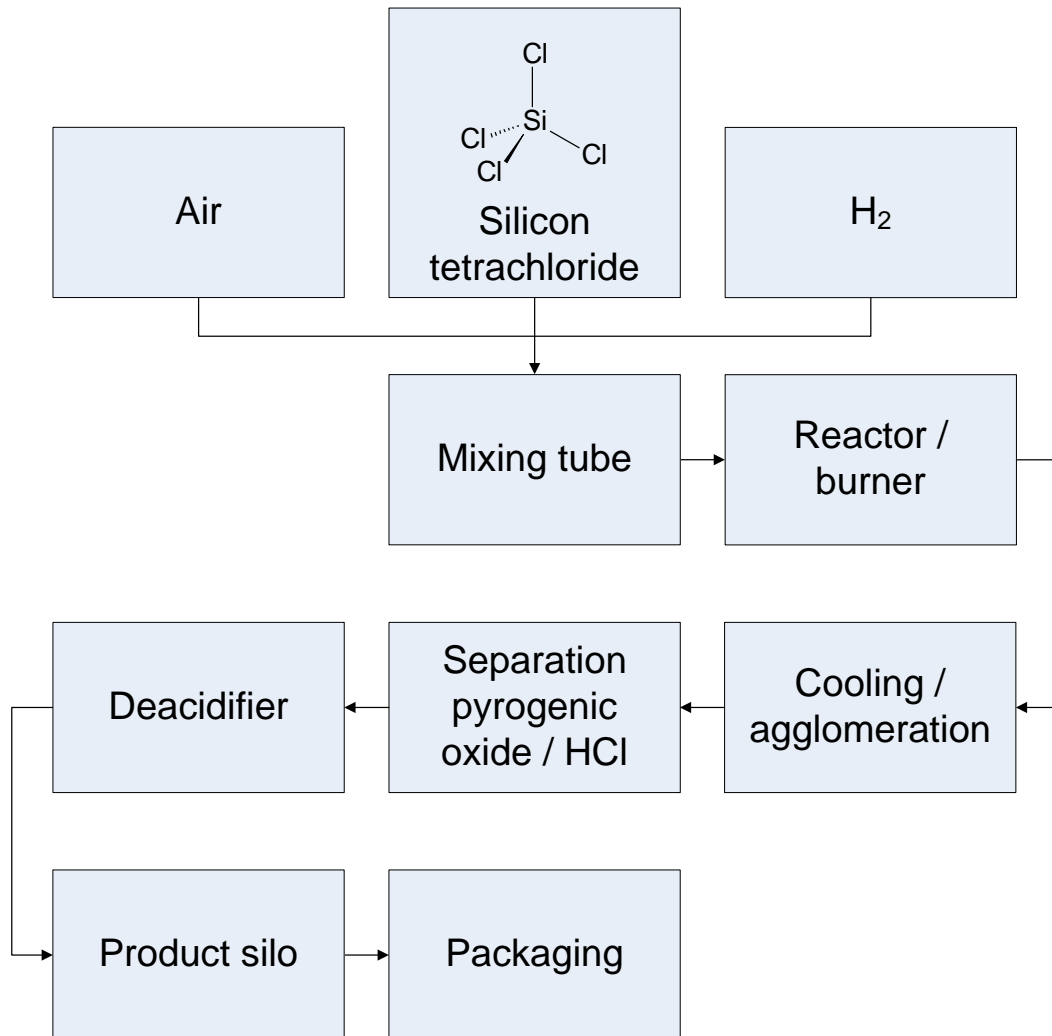 Cl
Si
Cl
Cl
Cl
Silicon
tetrachloride
Air
H₂
Mixing tube
Reactor /
burner
Deacidifier
Separation
pyrogenic
oxide / HCl
Cooling /
agglomeration
Product silo
Packaging